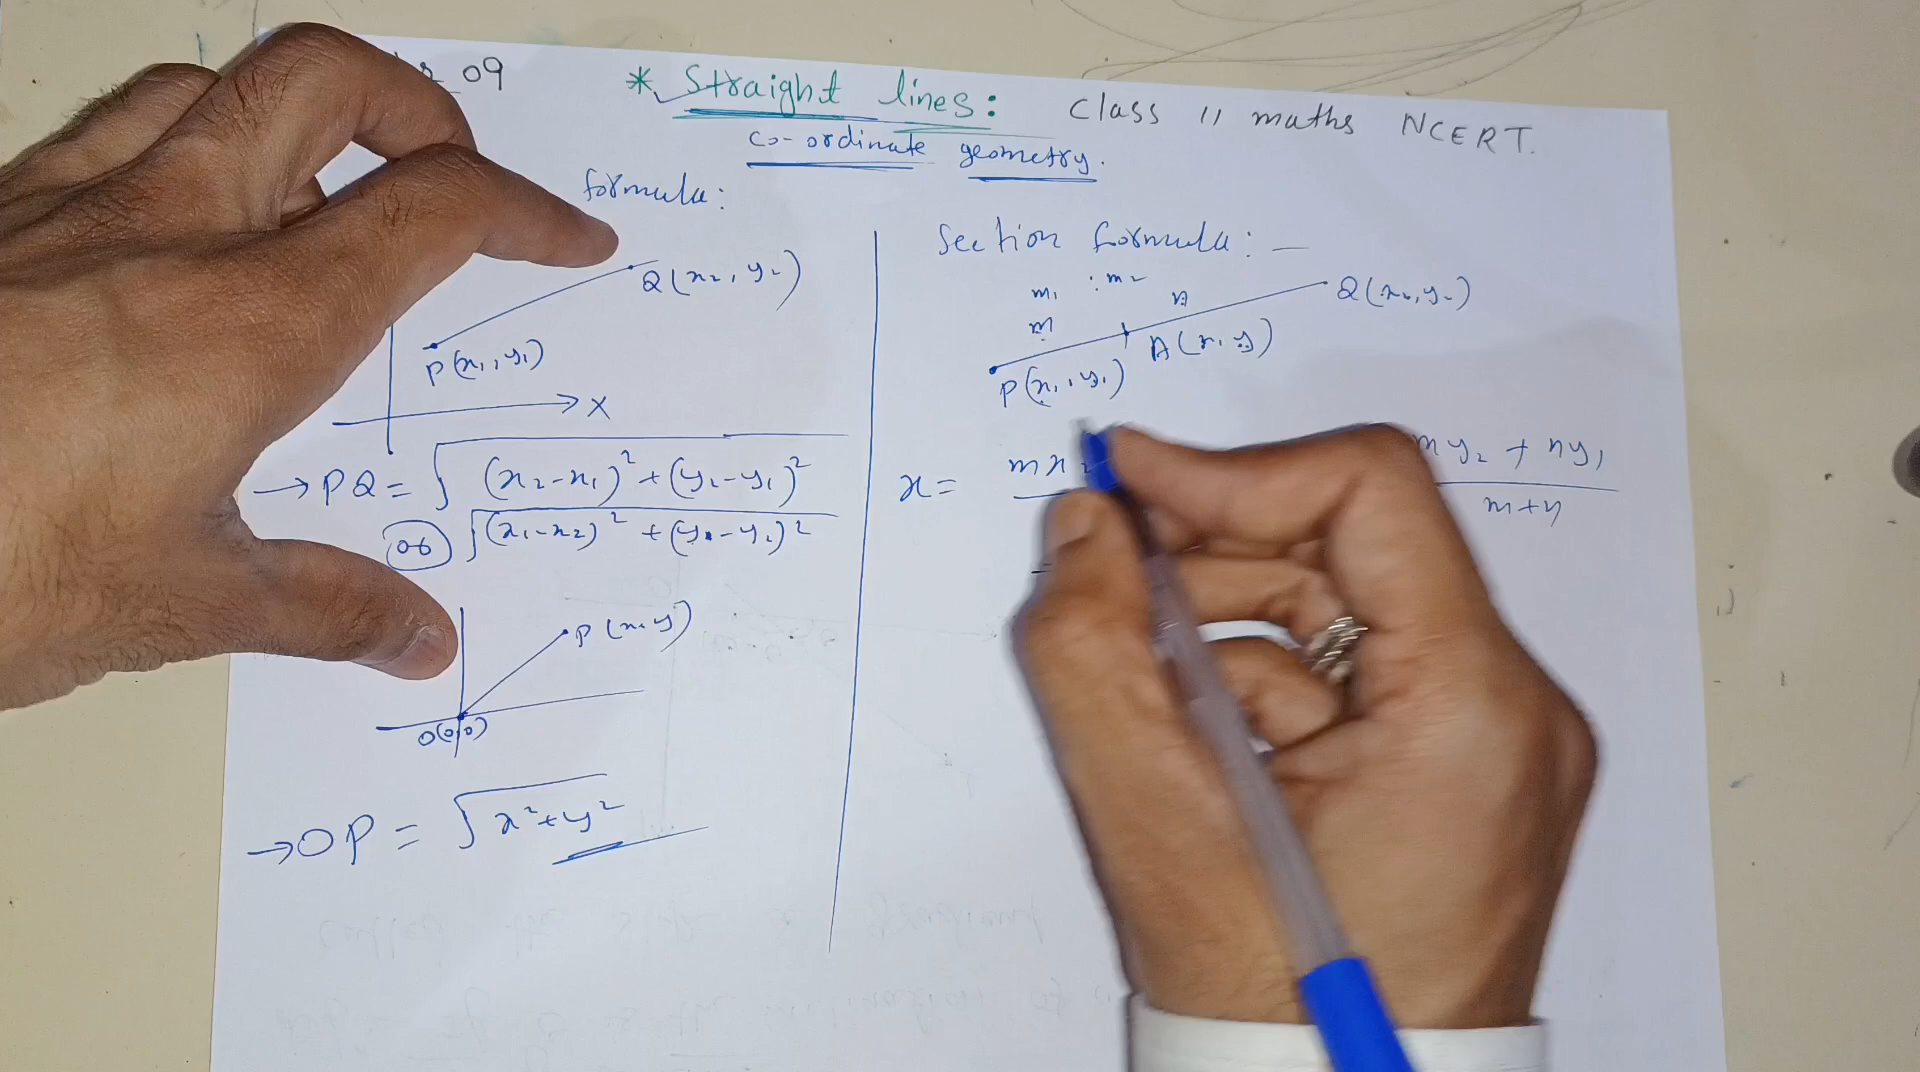 09
* Straight lines: Class 11 maths NCERT.
co-ordinate geometry.
formula:
Q(x₂, y₂)
P(x₁, y₁)
X
→ PQ = √(x₂-x₁)² + (y₂-y₁)²
or √(x₁-x₂)² + (y₁-y₂)²
P(x, y)
O(0,0)
→ OP = √x²+y²
Section formula: —
m₁ : m₂
m n
Q(x₂, y₂)
A(x, y)
P(x₁, y₁)
x = mx₂
my₂ + ny₁
m+n